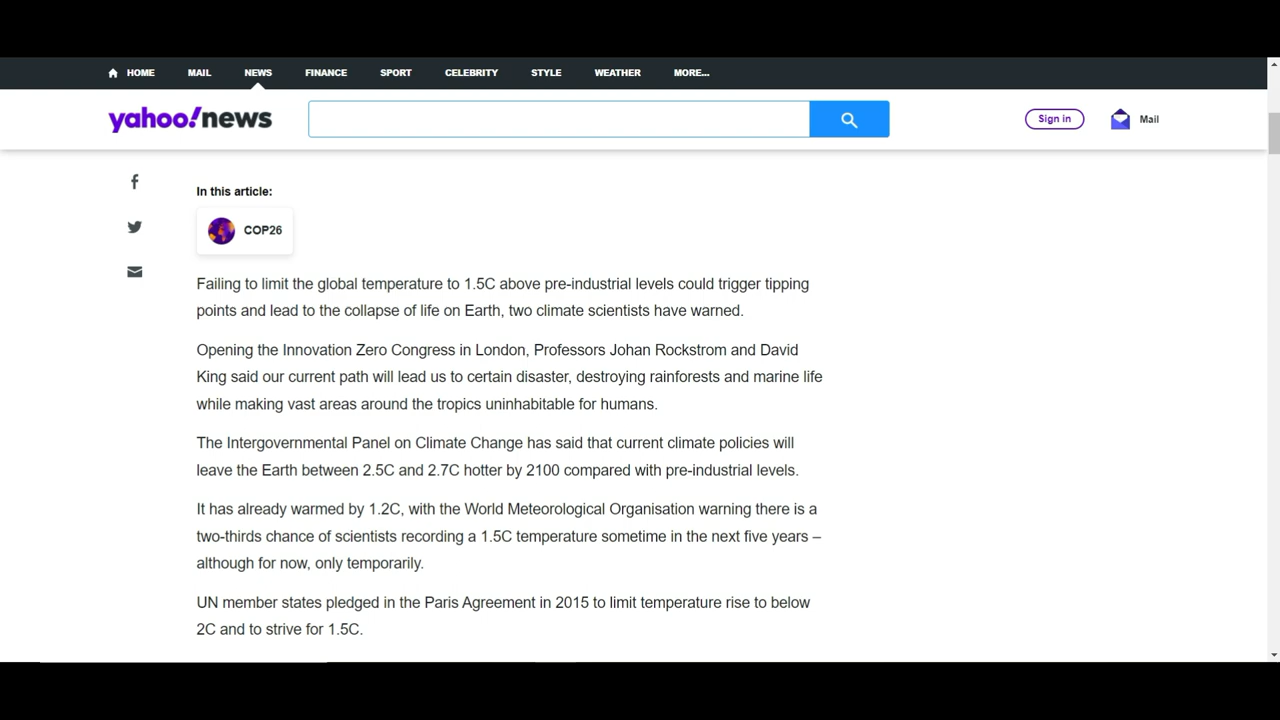 HOME MAIL NEWS FINANCE SPORT CELEBRITY STYLE WEATHER MORE...
yahoo!news
Sign in
Mail
In this article:
COP26
Failing to limit the global temperature to 1.5C above pre-industrial levels could trigger tipping
points and lead to the collapse of life on Earth, two climate scientists have warned.
Opening the Innovation Zero Congress in London, Professors Johan Rockstrom and David
King said our current path will lead us to certain disaster, destroying rainforests and marine life
while making vast areas around the tropics uninhabitable for humans.
The Intergovernmental Panel on Climate Change has said that current climate policies will
leave the Earth between 2.5C and 2.7C hotter by 2100 compared with pre-industrial levels.
It has already warmed by 1.2C, with the World Meteorological Organisation warning there is a
two-thirds chance of scientists recording a 1.5C temperature sometime in the next five years –
although for now, only temporarily.
UN member states pledged in the Paris Agreement in 2015 to limit temperature rise to below
2C and to strive for 1.5C.